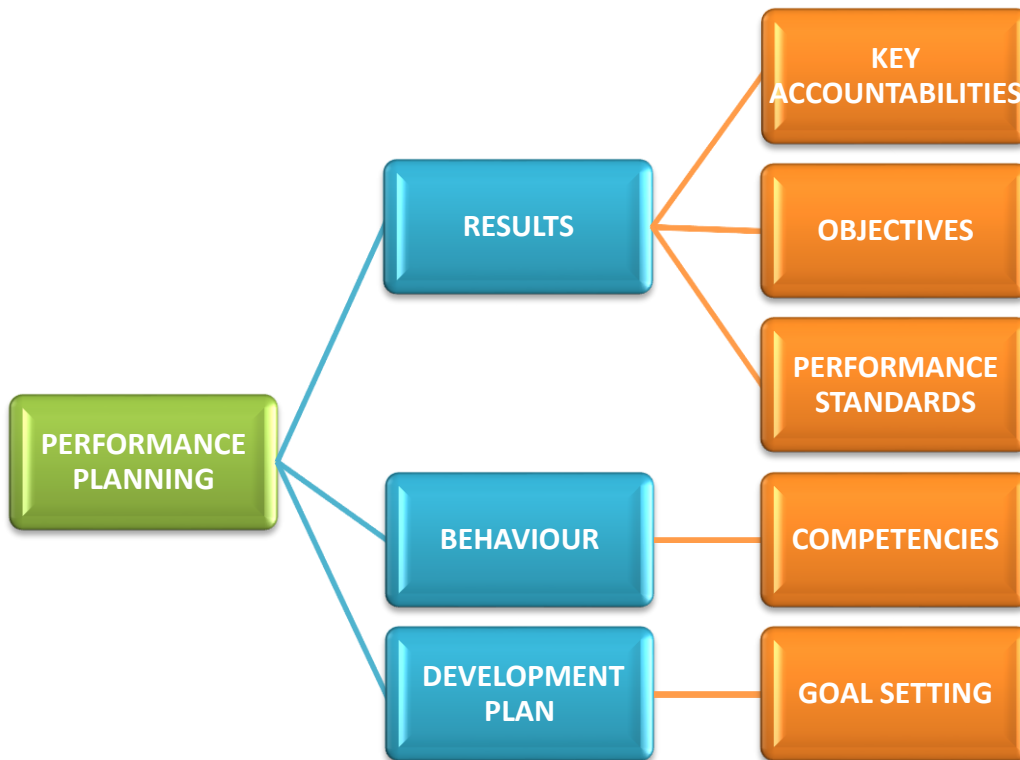 KEY
ACCOUNTABILITIES
RESULTS
OBJECTIVES
PERFORMANCE
STANDARDS
PERFORMANCE
PLANNING
BEHAVIOUR
COMPETENCIES
DEVELOPMENT
PLAN
GOAL SETTING